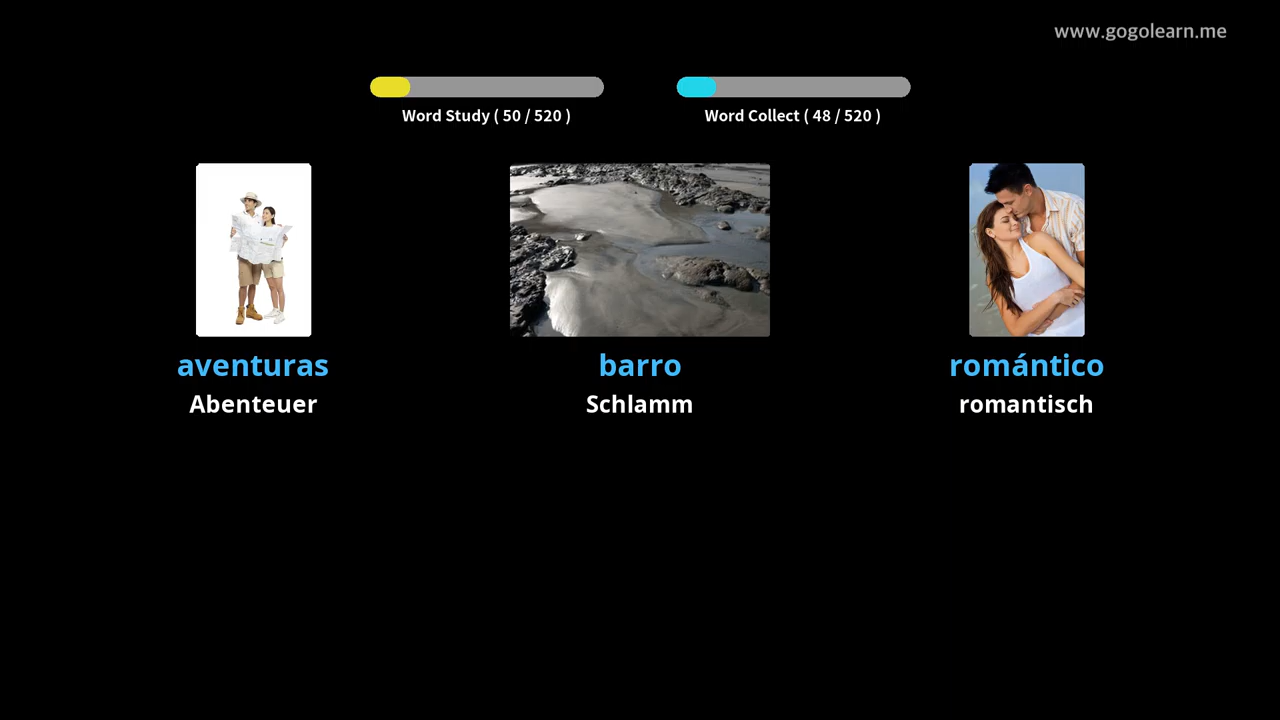 www.gogolearn.me
Word Study ( 50 / 520 )
Word Collect ( 48 / 520 )
aventuras
Abenteuer
barro
Schlamm
romántico
romantisch